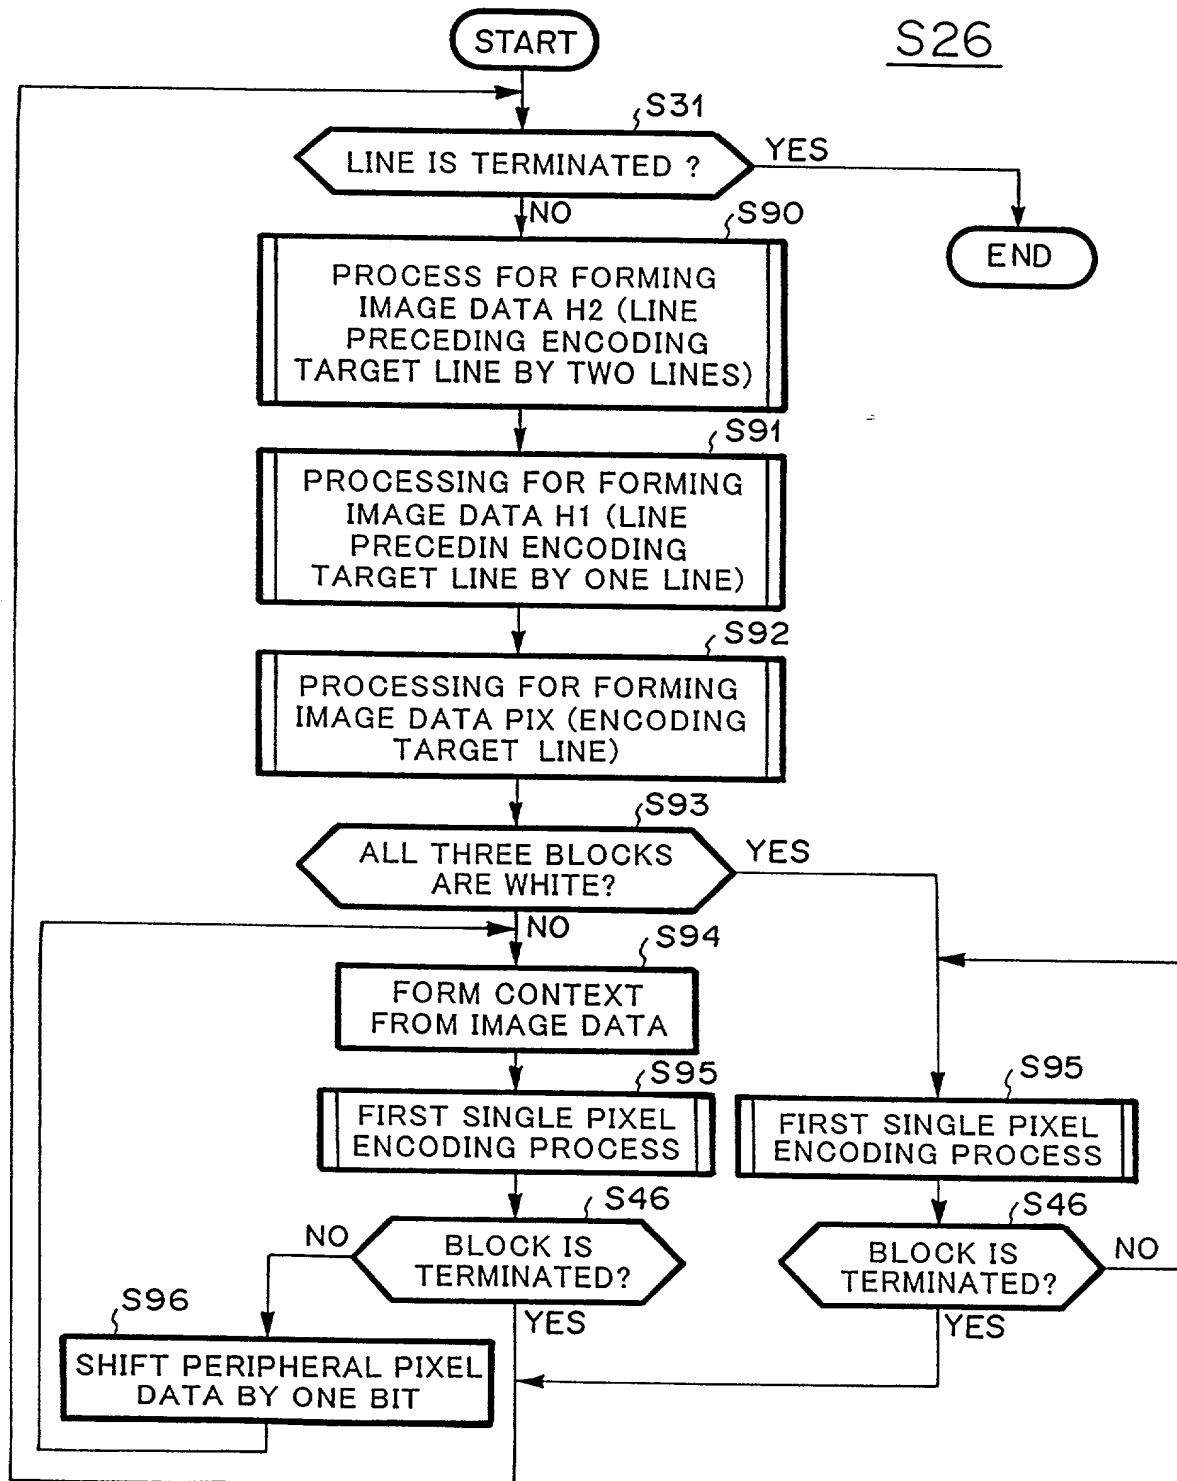 START
S26
S31
LINE IS TERMINATED ?
YES
NO
END
S90
PROCESS FOR FORMING
IMAGE DATA H2 (LINE
PRECEDING ENCODING
TARGET LINE BY TWO LINES)
S91
PROCESSING FOR FORMING
IMAGE DATA H1 (LINE
PRECEDIN ENCODING
TARGET LINE BY ONE LINE)
S92
PROCESSING FOR FORMING
IMAGE DATA PIX (ENCODING
TARGET LINE)
S93
ALL THREE BLOCKS
ARE WHITE?
YES
NO
S94
FORM CONTEXT
FROM IMAGE DATA
S95
FIRST SINGLE PIXEL
ENCODING PROCESS
S95
FIRST SINGLE PIXEL
ENCODING PROCESS
S46
BLOCK IS
TERMINATED?
NO
YES
S46
BLOCK IS
TERMINATED?
NO
YES
S96
SHIFT PERIPHERAL PIXEL
DATA BY ONE BIT